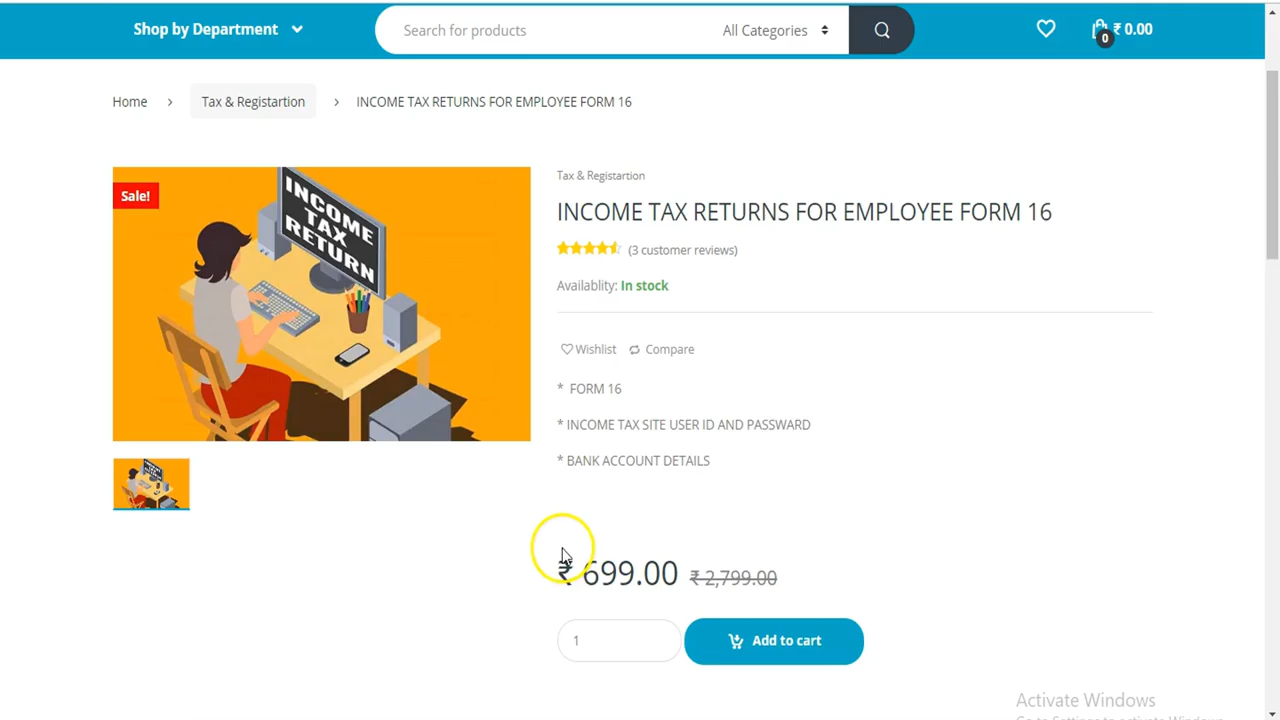 Shop by Department
Search for products
All Categories
₹ 0.00
0
Home > Tax & Registartion > INCOME TAX RETURNS FOR EMPLOYEE FORM 16
Sale!
INCOME
TAX
RETURN
Tax & Registartion
INCOME TAX RETURNS FOR EMPLOYEE FORM 16
(3 customer reviews)
Availablity: In stock
Wishlist Compare
* FORM 16
* INCOME TAX SITE USER ID AND PASSWARD
* BANK ACCOUNT DETAILS
₹ 699.00 ₹ 2,799.00
1
Add to cart
Activate Windows